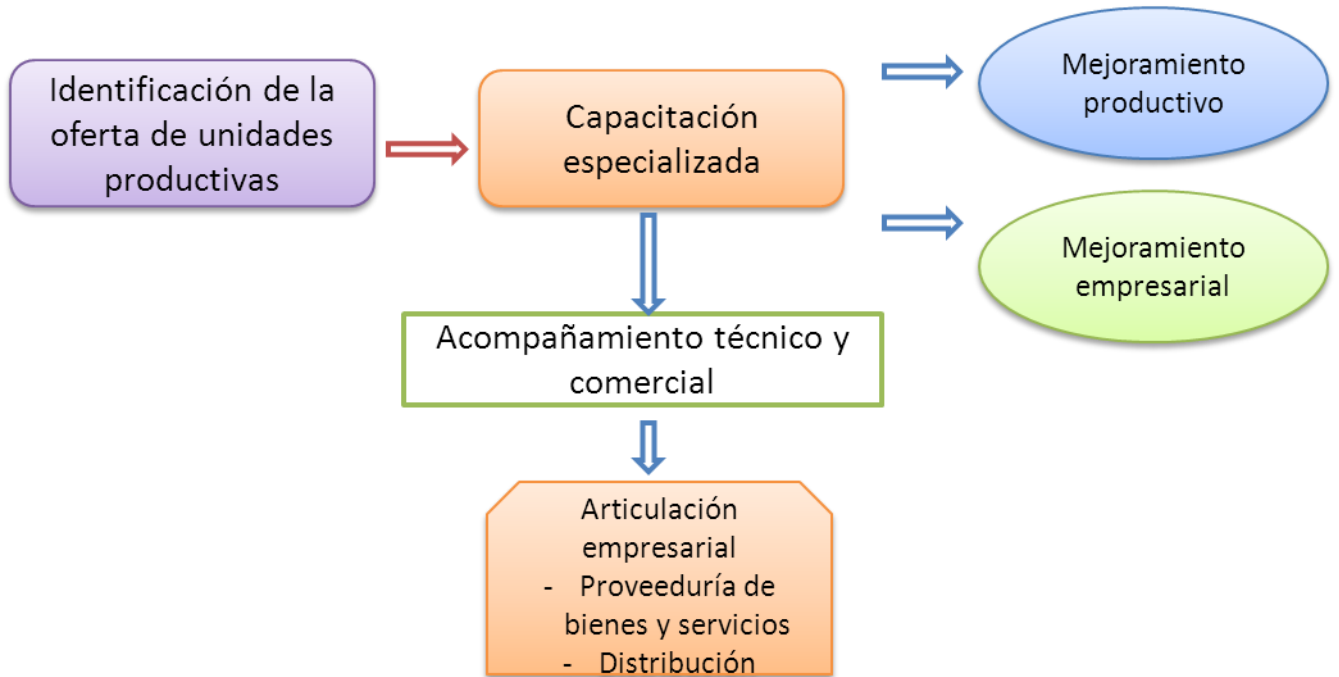 Identificación de la
oferta de unidades
productivas
Capacitación
especializada
Mejoramiento
productivo
Mejoramiento
empresarial
Acompañamiento técnico y
comercial
Articulación
empresarial
- Proveeduría de
bienes y servicios
- Distribución